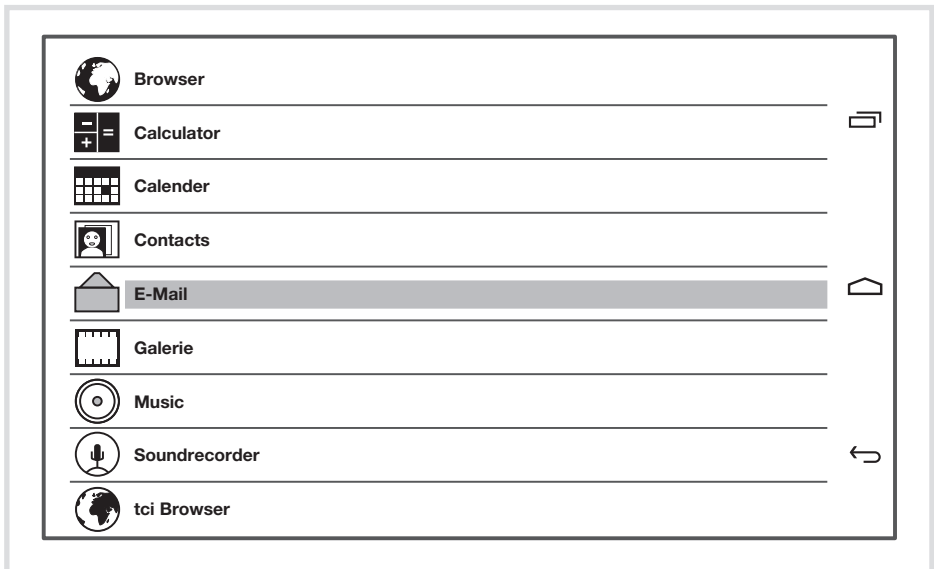 Browser
Calculator
Calender
Contacts
E-Mail
Galerie
Music
Soundrecorder
tci Browser